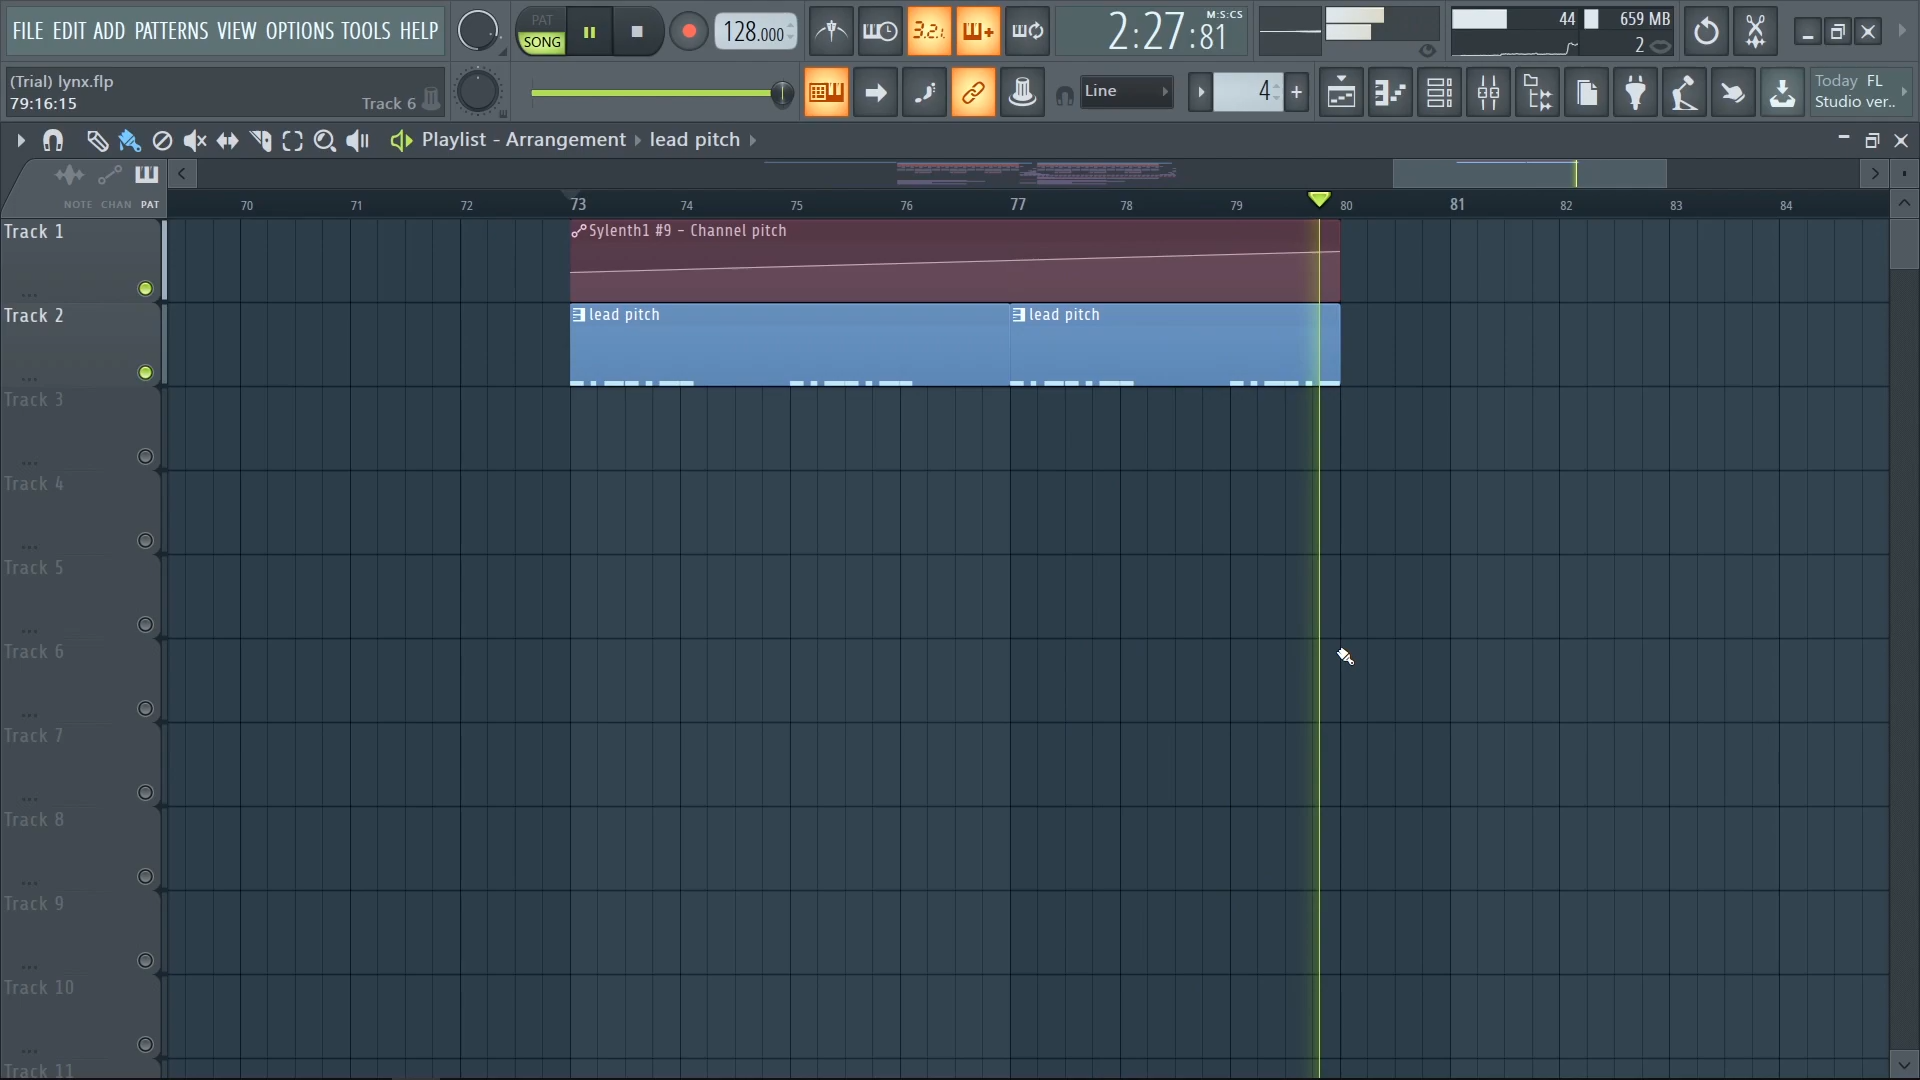 FILE EDIT ADD PATTERNS VIEW OPTIONS TOOLS HELP
PAT
SONG
128.000
3.2.1.
2:27:81
M:S:CS
44
659 MB
2
(Trial) lynx.flp
79:16:15
Track 6
Line
4
Today FL
Studio ver..
Playlist - Arrangement
lead pitch
NOTE CHAN PAT
70 71 72 73 74 75 76 77 78 79 80 81 82 83 84
Track 1
Sylenth1 #9 - Channel pitch
Track 2
lead pitch
lead pitch
Track 3
Track 4
Track 5
Track 6
Track 7
Track 8
Track 9
Track 10
Track 11